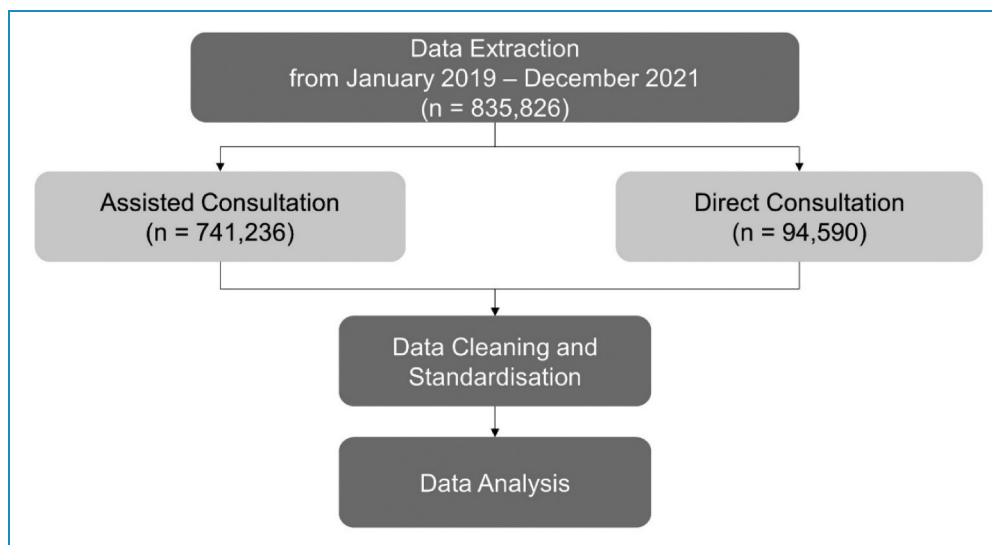 Data Extraction
from January 2019 – December 2021
(n = 835,826)
Assisted Consultation
(n = 741,236)
Direct Consultation
(n = 94,590)
Data Cleaning and
Standardisation
Data Analysis